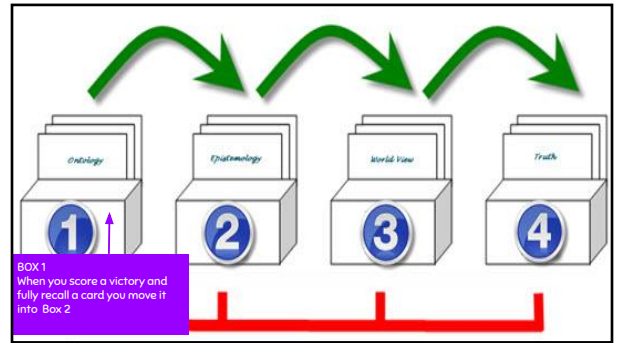 Ontology
Epistemology
World View
Truth
1
2
3
4
BOX 1
When you score a victory and
fully recall a card you move it
into Box 2